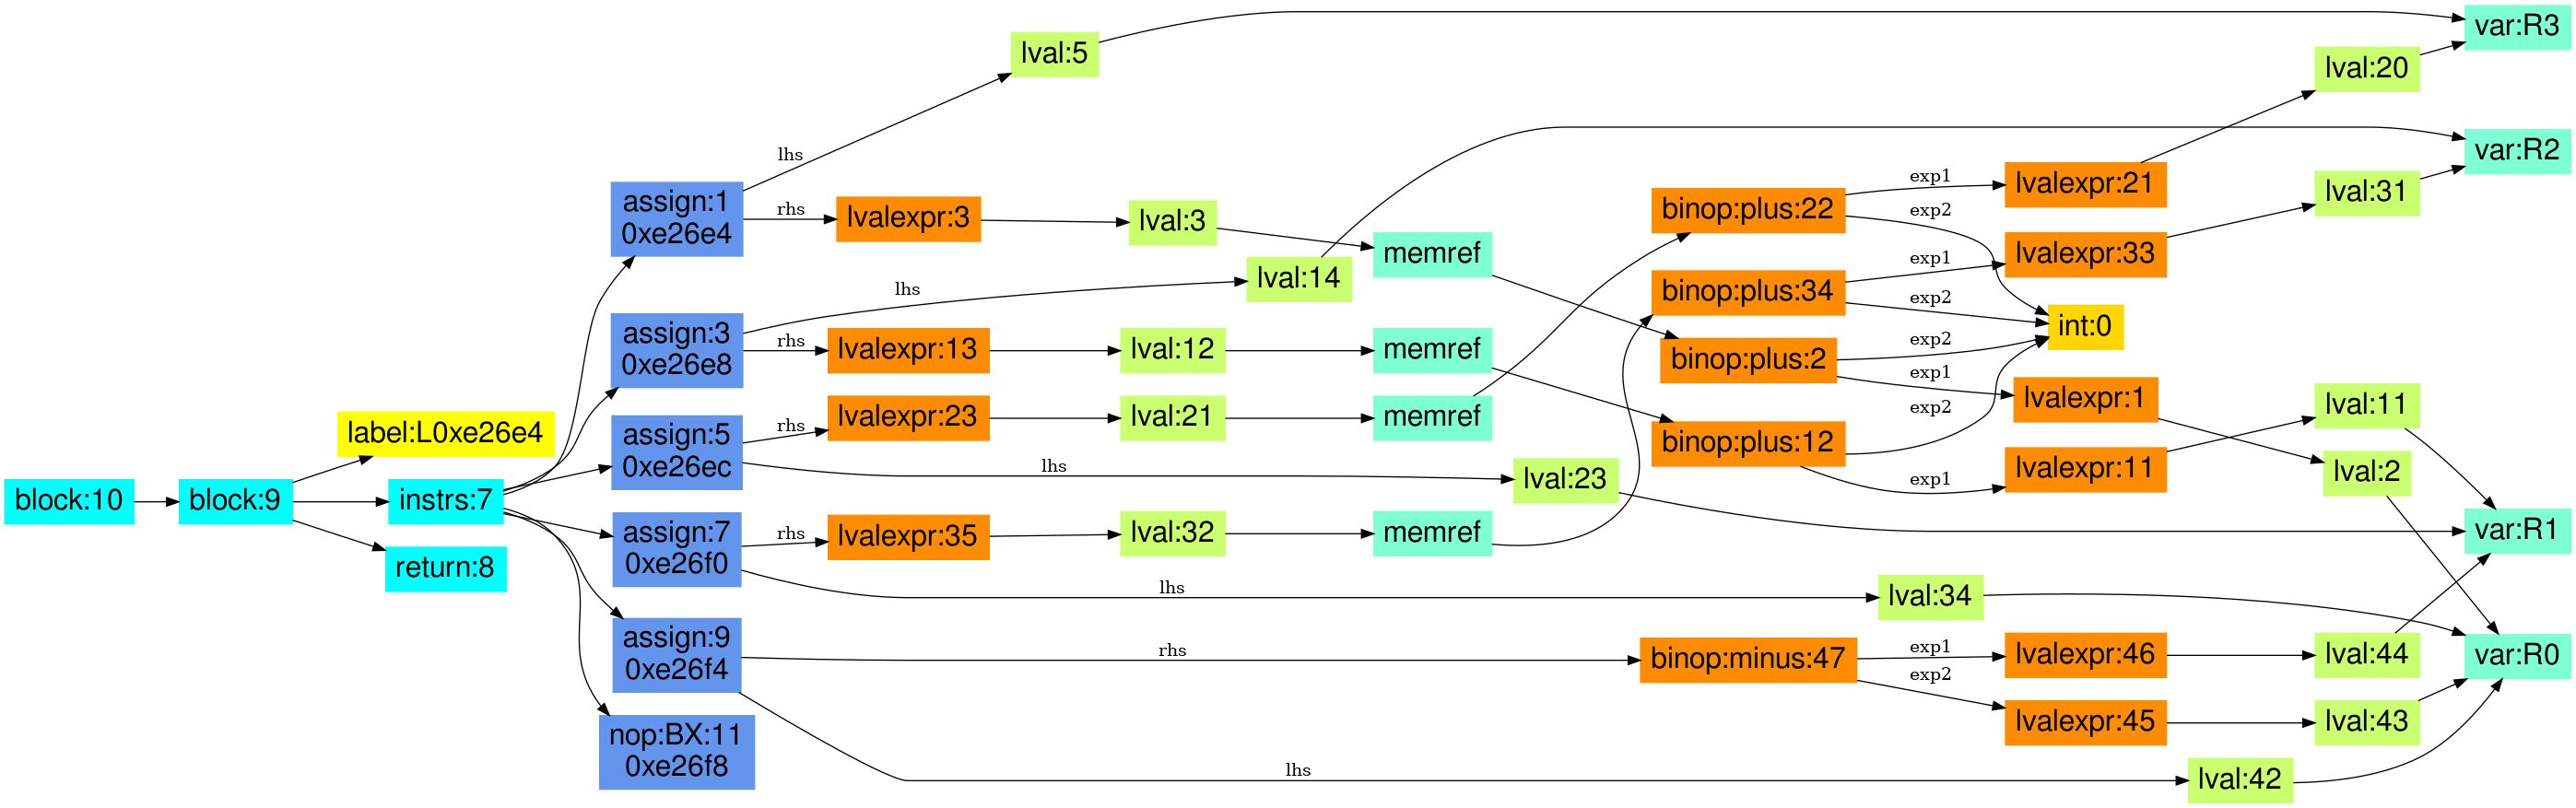 block:10
block:9
label:L0xe26e4
instrs:7
return:8
assign:1
0xe26e4
assign:3
0xe26e8
assign:5
0xe26ec
assign:7
0xe26f0
assign:9
0xe26f4
nop:BX:11
0xe26f8
lhs
rhs
lhs
rhs
rhs
lhs
rhs
lhs
rhs
lhs
lval:5
lvalexpr:3
lval:3
memref
lval:14
lvalexpr:13
lval:12
memref
lvalexpr:23
lval:21
memref
lval:23
lvalexpr:35
lval:32
memref
lval:34
binop:plus:22
binop:plus:34
binop:plus:2
binop:plus:12
binop:minus:47
exp1
exp2
exp1
exp2
exp2
exp1
exp2
exp1
exp1
exp2
lvalexpr:21
lvalexpr:33
int:0
lvalexpr:1
lvalexpr:11
lvalexpr:46
lvalexpr:45
lval:20
lval:31
lval:11
lval:2
lval:44
lval:43
lval:42
var:R3
var:R2
var:R1
var:R0